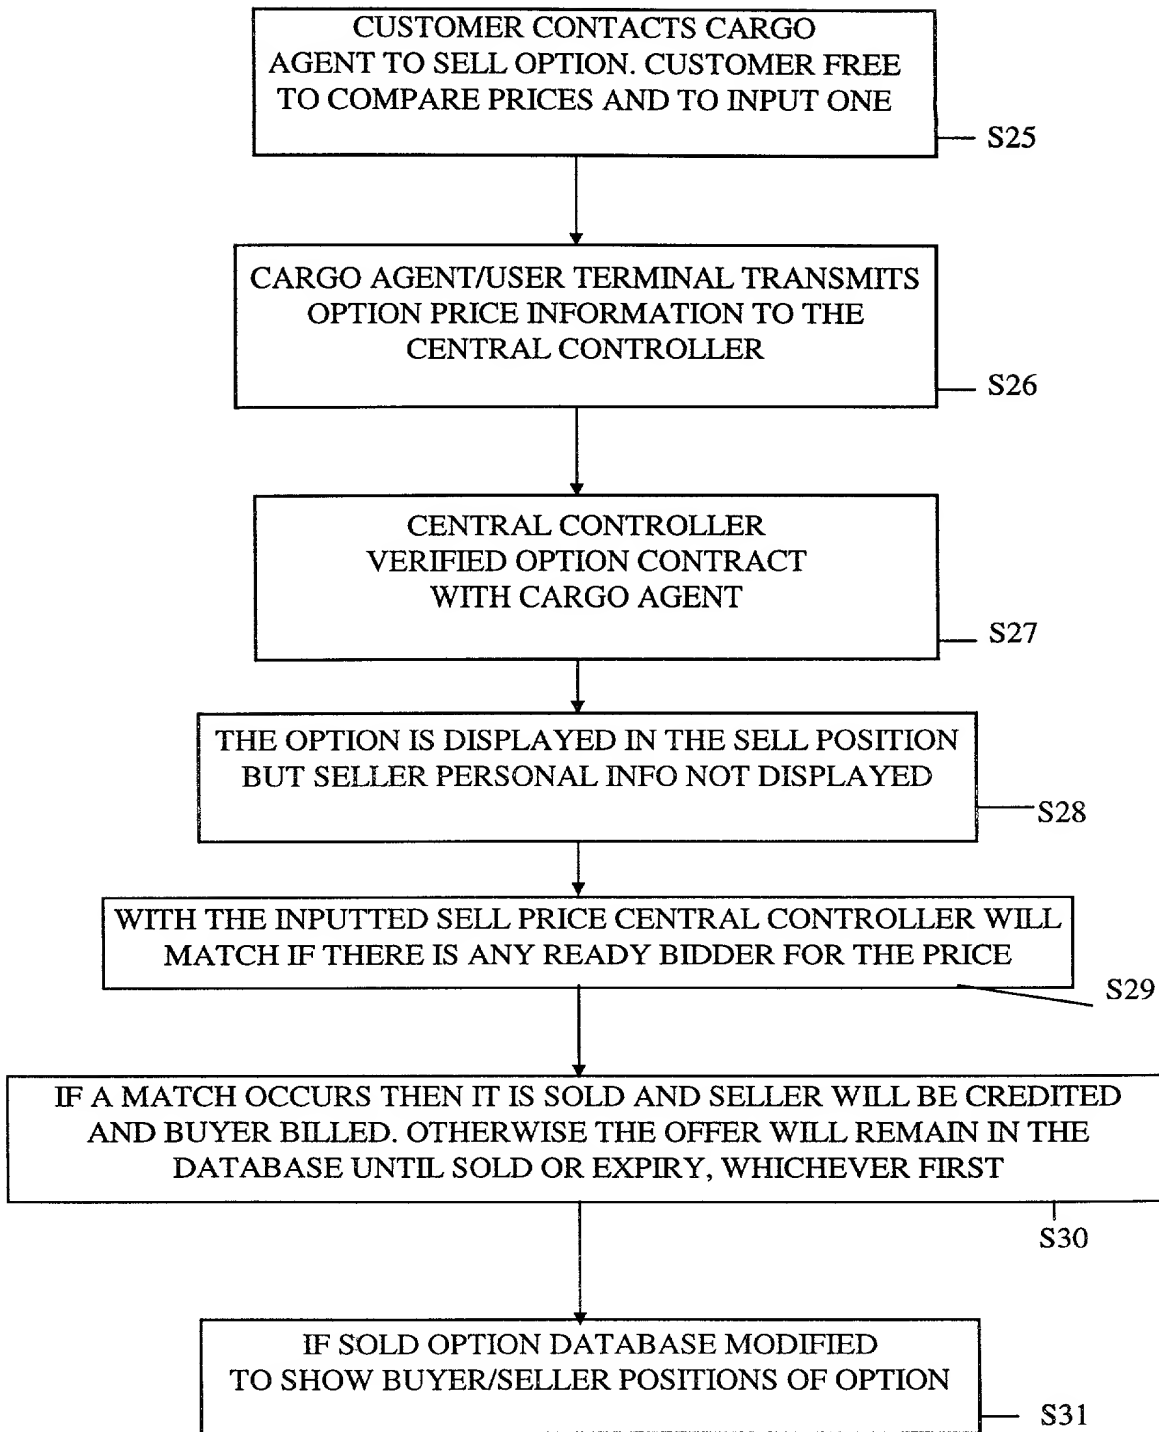 CUSTOMER CONTACTS CARGO
AGENT TO SELL OPTION. CUSTOMER FREE
TO COMPARE PRICES AND TO INPUT ONE
S25
CARGO AGENT/USER TERMINAL TRANSMITS
OPTION PRICE INFORMATION TO THE
CENTRAL CONTROLLER
S26
CENTRAL CONTROLLER
VERIFIED OPTION CONTRACT
WITH CARGO AGENT
S27
THE OPTION IS DISPLAYED IN THE SELL POSITION
BUT SELLER PERSONAL INFO NOT DISPLAYED
S28
WITH THE INPUTTED SELL PRICE CENTRAL CONTROLLER WILL
MATCH IF THERE IS ANY READY BIDDER FOR THE PRICE
S29
IF A MATCH OCCURS THEN IT IS SOLD AND SELLER WILL BE CREDITED
AND BUYER BILLED. OTHERWISE THE OFFER WILL REMAIN IN THE
DATABASE UNTIL SOLD OR EXPIRY, WHICHEVER FIRST
S30
IF SOLD OPTION DATABASE MODIFIED
TO SHOW BUYER/SELLER POSITIONS OF OPTION
S31